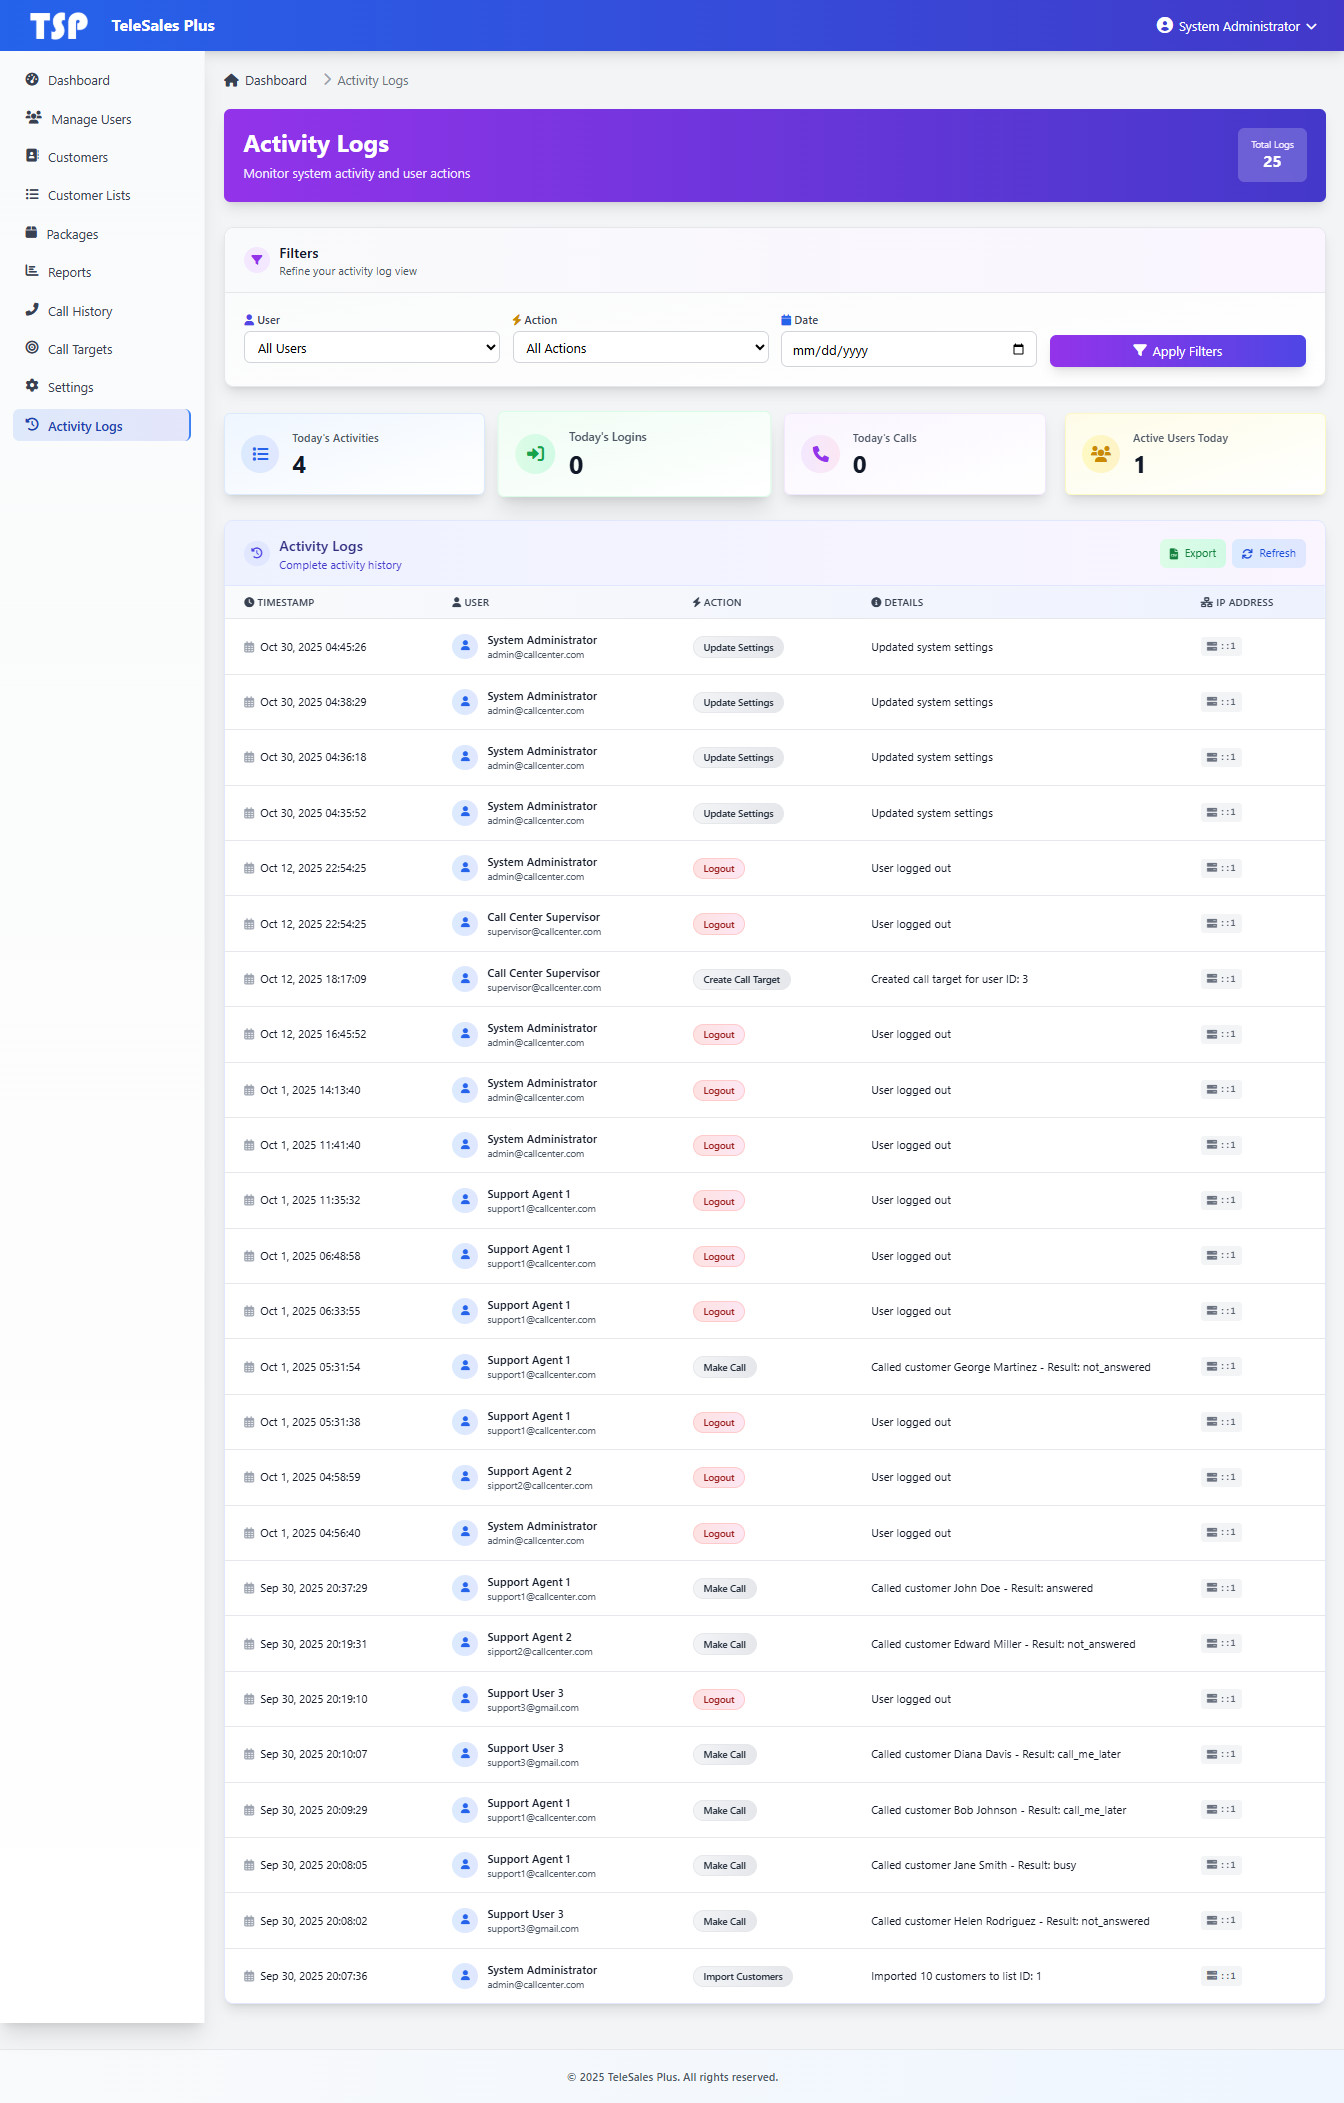 TSP TeleSales Plus
System Administrator
Dashboard
Manage Users
Customers
Customer Lists
Packages
Reports
Call History
Call Targets
Settings
Activity Logs
Dashboard > Activity Logs
Activity Logs
Monitor system activity and user actions
Total Logs
25
Filters
Refine your activity log view
User
All Users
Action
All Actions
Date
mm/dd/yyyy
Apply Filters
Today's Activities
4
Today's Logins
0
Today's Calls
0
Active Users Today
1
Activity Logs
Complete activity history
Export
Refresh
TIMESTAMP USER ACTION DETAILS IP ADDRESS
Oct 30, 2025 04:45:26 System Administrator Update Settings Updated system settings ::1
admin@callcenter.com
Oct 30, 2025 04:38:29 System Administrator Update Settings Updated system settings ::1
admin@callcenter.com
Oct 30, 2025 04:36:18 System Administrator Update Settings Updated system settings ::1
admin@callcenter.com
Oct 30, 2025 04:35:52 System Administrator Update Settings Updated system settings ::1
admin@callcenter.com
Oct 12, 2025 22:54:25 System Administrator Logout User logged out ::1
admin@callcenter.com
Oct 12, 2025 22:54:25 Call Center Supervisor Logout User logged out ::1
supervisor@callcenter.com
Oct 12, 2025 18:17:09 Call Center Supervisor Create Call Target Created call target for user ID: 3 ::1
supervisor@callcenter.com
Oct 12, 2025 16:45:52 System Administrator Logout User logged out ::1
admin@callcenter.com
Oct 1, 2025 14:13:40 System Administrator Logout User logged out ::1
admin@callcenter.com
Oct 1, 2025 11:41:40 System Administrator Logout User logged out ::1
admin@callcenter.com
Oct 1, 2025 11:35:32 Support Agent 1 Logout User logged out ::1
support1@callcenter.com
Oct 1, 2025 06:48:58 Support Agent 1 Logout User logged out ::1
support1@callcenter.com
Oct 1, 2025 06:33:55 Support Agent 1 Logout User logged out ::1
support1@callcenter.com
Oct 1, 2025 05:31:54 Support Agent 1 Make Call Called customer George Martinez - Result: not_answered ::1
support1@callcenter.com
Oct 1, 2025 05:31:38 Support Agent 1 Logout User logged out ::1
support1@callcenter.com
Oct 1, 2025 04:58:59 Support Agent 2 Logout User logged out ::1
sipport2@callcenter.com
Oct 1, 2025 04:56:40 System Administrator Logout User logged out ::1
admin@callcenter.com
Sep 30, 2025 20:37:29 Support Agent 1 Make Call Called customer John Doe - Result: answered ::1
support1@callcenter.com
Sep 30, 2025 20:19:31 Support Agent 2 Make Call Called customer Edward Miller - Result: not_answered ::1
sipport2@callcenter.com
Sep 30, 2025 20:19:10 Support User 3 Logout User logged out ::1
support3@gmail.com
Sep 30, 2025 20:10:07 Support User 3 Make Call Called customer Diana Davis - Result: call_me_later ::1
support3@gmail.com
Sep 30, 2025 20:09:29 Support Agent 1 Make Call Called customer Bob Johnson - Result: call_me_later ::1
support1@callcenter.com
Sep 30, 2025 20:08:05 Support Agent 1 Make Call Called customer Jane Smith - Result: busy ::1
support1@callcenter.com
Sep 30, 2025 20:08:02 Support User 3 Make Call Called customer Helen Rodriguez - Result: not_answered ::1
support3@gmail.com
Sep 30, 2025 20:07:36 System Administrator Import Customers Imported 10 customers to list ID: 1 ::1
admin@callcenter.com
© 2025 TeleSales Plus. All rights reserved.